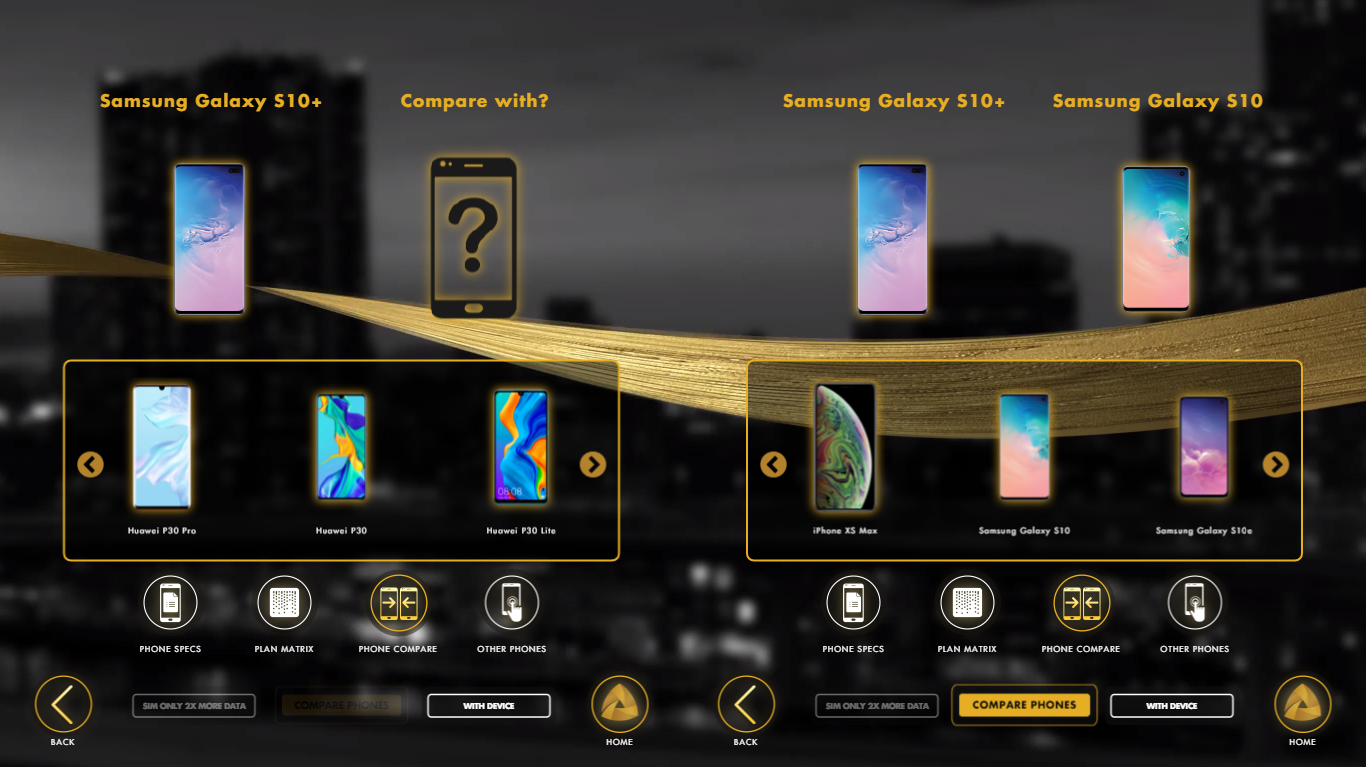 Samsung Galaxy S10+
Compare with?
?
Huawei P30 Pro
Huawei P30
08:08
Huawei P30 Lite
PHONE SPECS
PLAN MATRIX
PHONE COMPARE
OTHER PHONES
BACK
SIM ONLY 2X MORE DATA
COMPARE PHONES
WITH DEVICE
HOME
Samsung Galaxy S10+
Samsung Galaxy S10
iPhone XS Max
Samsung Galaxy S10
Samsung Galaxy S10e
PHONE SPECS
PLAN MATRIX
PHONE COMPARE
OTHER PHONES
BACK
SIM ONLY 2X MORE DATA
COMPARE PHONES
WITH DEVICE
HOME